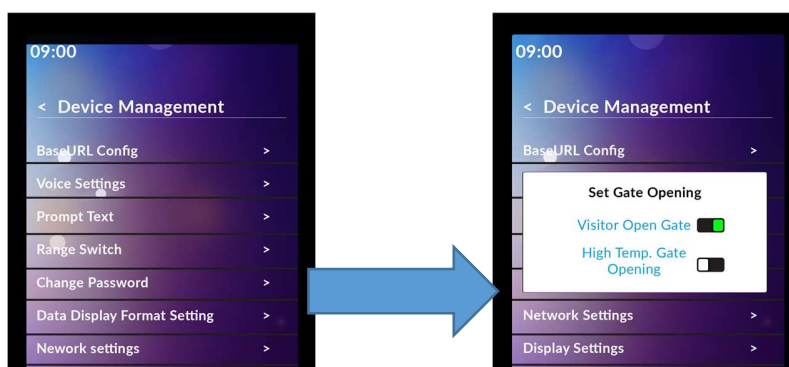 09:00
< Device Management
BaseURL Config >
Voice Settings >
Prompt Text >
Range Switch >
Change Password >
Data Display Format Setting >
Nework settings >
09:00
< Device Management
BaseURL Config >
Set Gate Opening
Visitor Open Gate
High Temp. Gate
Opening
Network Settings >
Display Settings >